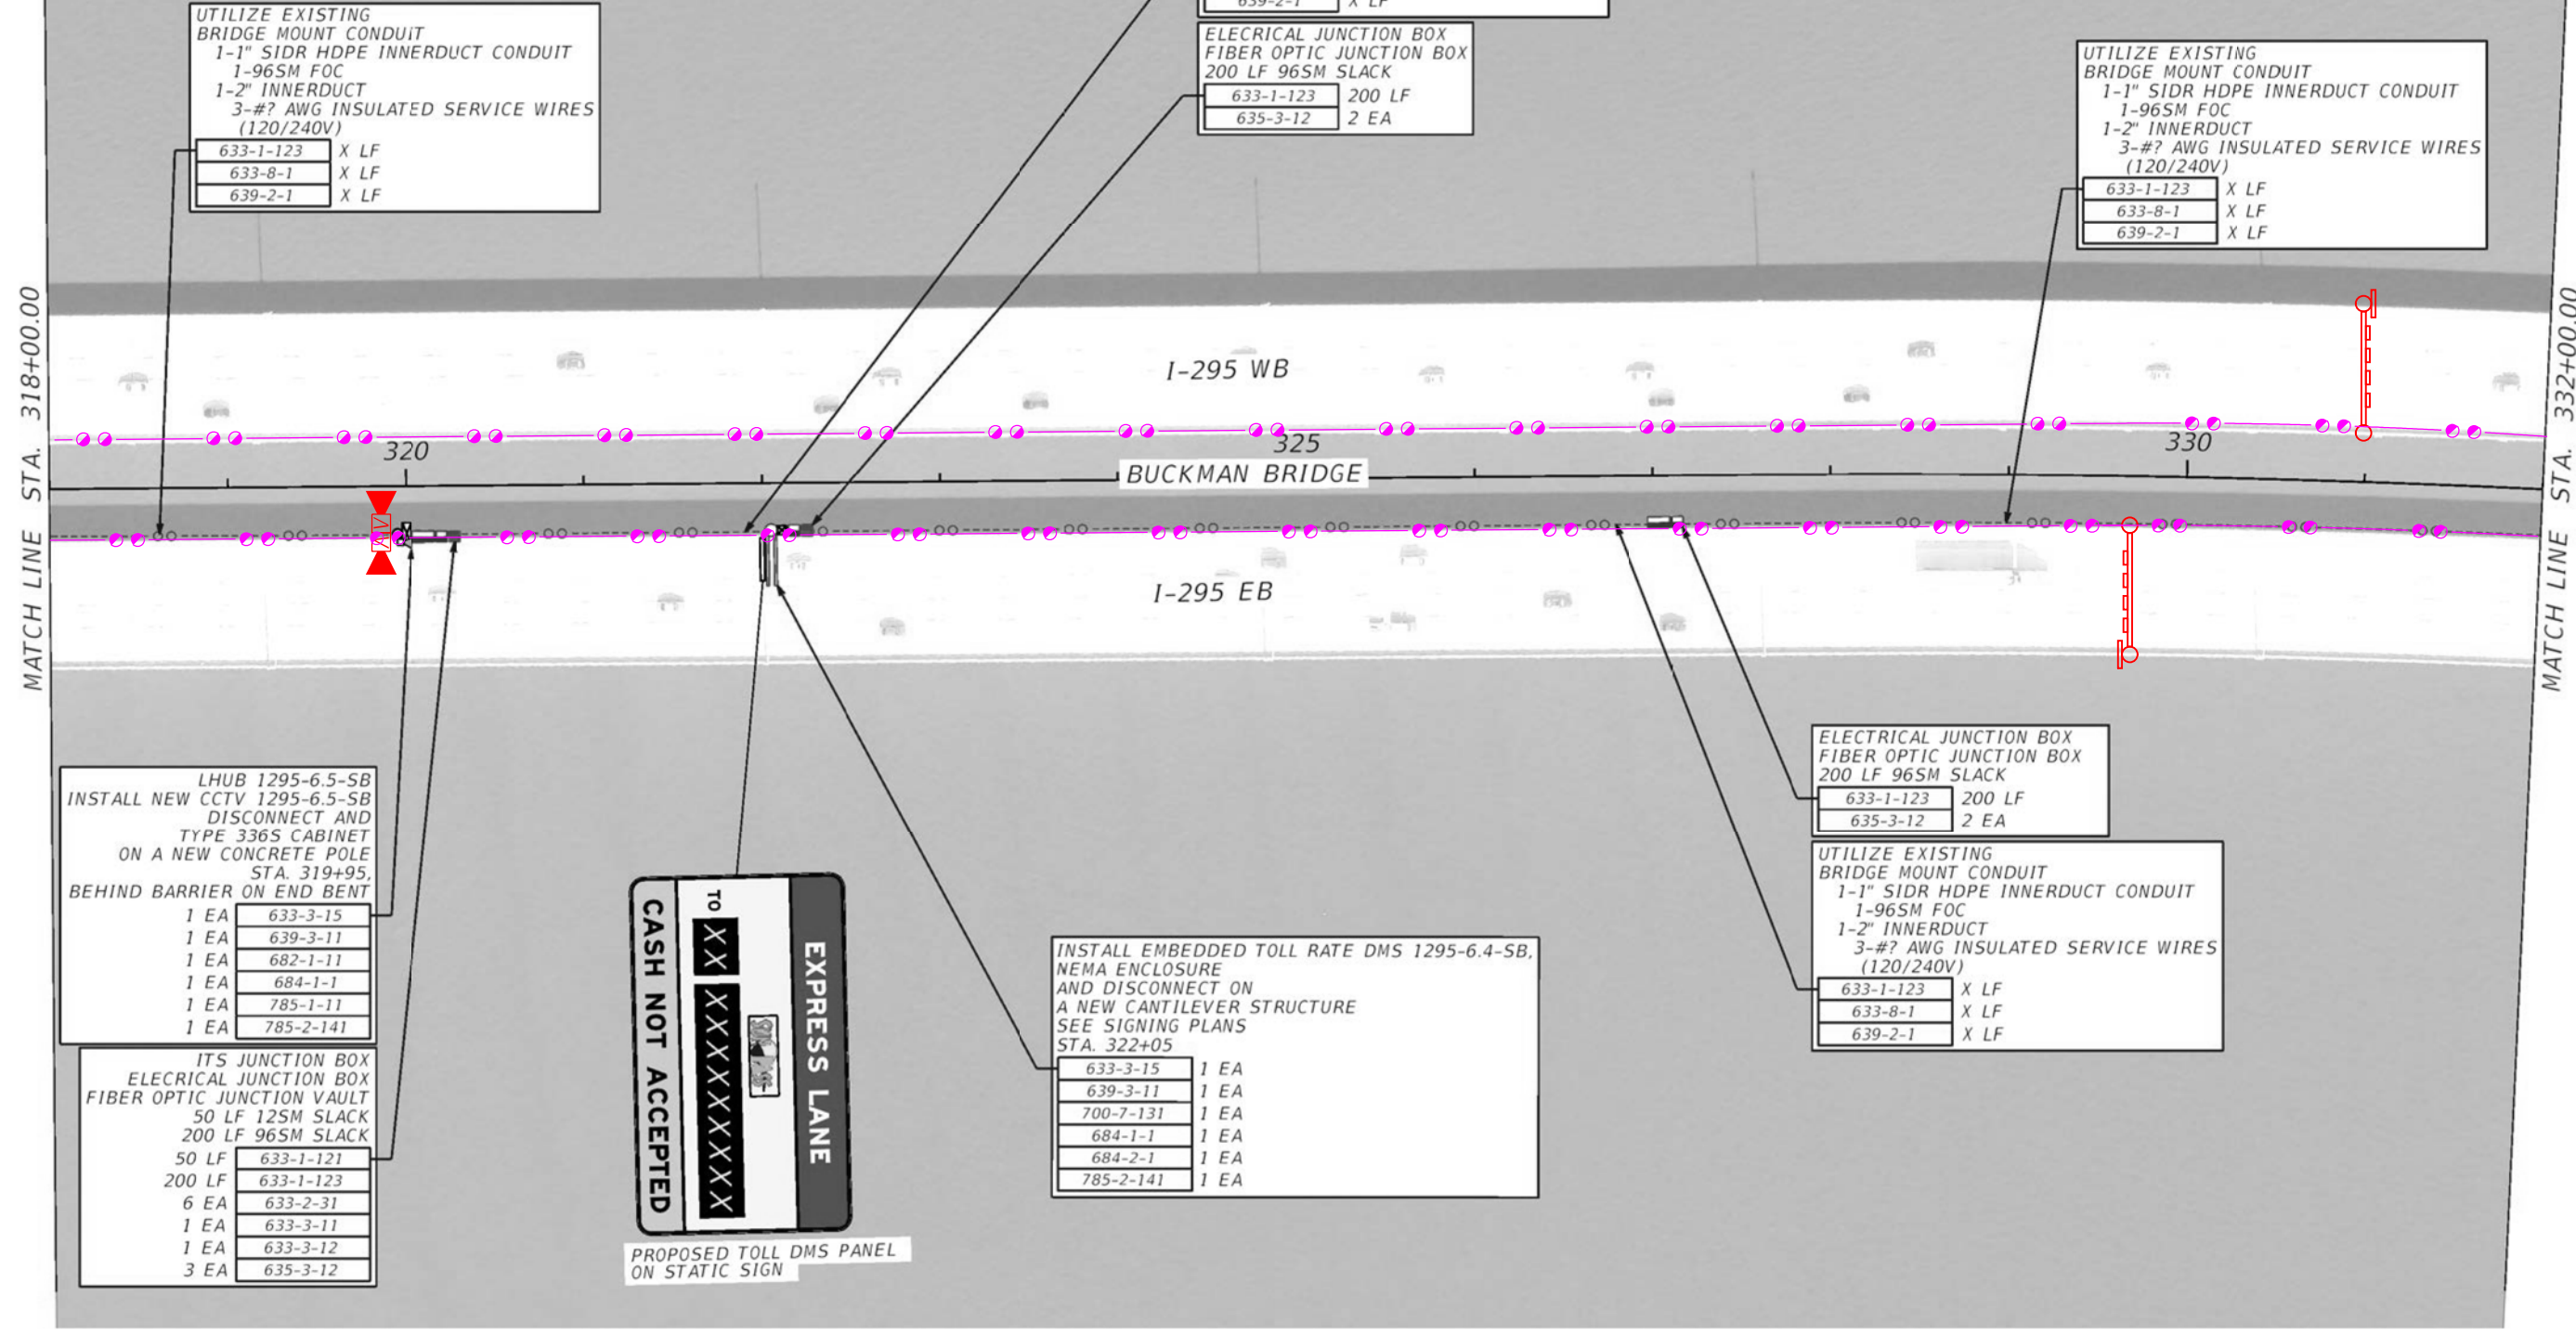 UTILIZE EXISTING
BRIDGE MOUNT CONDUIT
1-1" SIDR HDPE INNERDUCT CONDUIT
1-96SM FOC
1-2" INNERDUCT
3-#? AWG INSULATED SERVICE WIRES
(120/240V)
633-1-123 X LF
633-8-1 X LF
639-2-1 X LF
639-2-1 X LF
ELECRICAL JUNCTION BOX
FIBER OPTIC JUNCTION BOX
200 LF 96SM SLACK
633-1-123 200 LF
635-3-12 2 EA
UTILIZE EXISTING
BRIDGE MOUNT CONDUIT
1-1" SIDR HDPE INNERDUCT CONDUIT
1-96SM FOC
1-2" INNERDUCT
3-#? AWG INSULATED SERVICE WIRES
(120/240V)
633-1-123 X LF
633-8-1 X LF
639-2-1 X LF
MATCH LINE STA. 318+00.00
I-295 WB
320
325
330
BUCKMAN BRIDGE
I-295 EB
MATCH LINE STA. 332+00.00
LHUB 1295-6.5-SB
INSTALL NEW CCTV 1295-6.5-SB
DISCONNECT AND
TYPE 336S CABINET
ON A NEW CONCRETE POLE
STA. 319+95,
BEHIND BARRIER ON END BENT
1 EA 633-3-15
1 EA 639-3-11
1 EA 682-1-11
1 EA 684-1-1
1 EA 785-1-11
1 EA 785-2-141
ITS JUNCTION BOX
ELECRICAL JUNCTION BOX
FIBER OPTIC JUNCTION VAULT
50 LF 12SM SLACK
200 LF 96SM SLACK
50 LF 633-1-121
200 LF 633-1-123
6 EA 633-2-31
1 EA 633-3-11
1 EA 633-3-12
3 EA 635-3-12
EXPRESS LANE
TO XX XXXXXXXXX
CASH NOT ACCEPTED
PROPOSED TOLL DMS PANEL
ON STATIC SIGN
INSTALL EMBEDDED TOLL RATE DMS 1295-6.4-SB,
NEMA ENCLOSURE
AND DISCONNECT ON
A NEW CANTILEVER STRUCTURE
SEE SIGNING PLANS
STA. 322+05
633-3-15 1 EA
639-3-11 1 EA
700-7-131 1 EA
684-1-1 1 EA
684-2-1 1 EA
785-2-141 1 EA
ELECTRICAL JUNCTION BOX
FIBER OPTIC JUNCTION BOX
200 LF 96SM SLACK
633-1-123 200 LF
635-3-12 2 EA
UTILIZE EXISTING
BRIDGE MOUNT CONDUIT
1-1" SIDR HDPE INNERDUCT CONDUIT
1-96SM FOC
1-2" INNERDUCT
3-#? AWG INSULATED SERVICE WIRES
(120/240V)
633-1-123 X LF
633-8-1 X LF
639-2-1 X LF